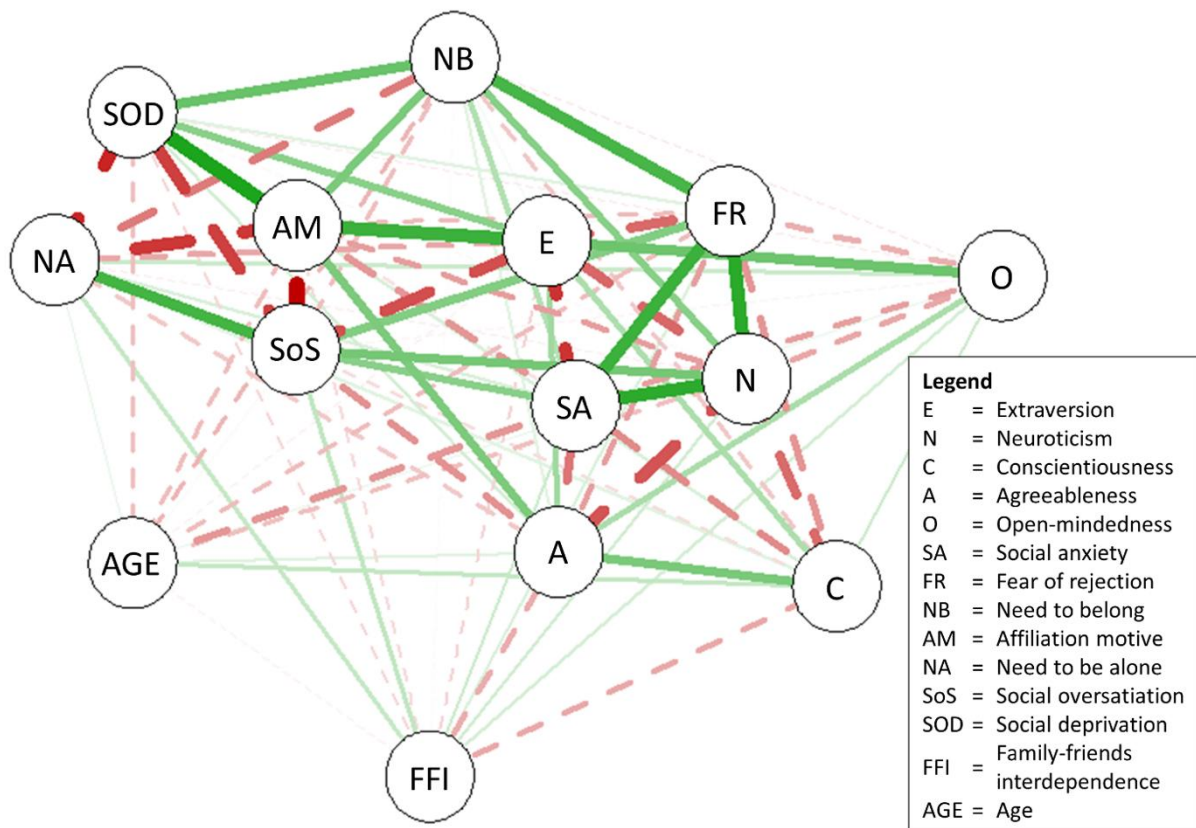 NB
SOD
AM
FR
E
NA
O
SoS
N
SA
A
AGE
C
FFI
Legend
E = Extraversion
N = Neuroticism
C = Conscientiousness
A = Agreeableness
O = Open-mindedness
SA = Social anxiety
FR = Fear of rejection
NB = Need to belong
AM = Affiliation motive
NA = Need to be alone
SoS = Social oversatiation
SOD = Social deprivation
FFI = Family-friends
interdependence
AGE = Age